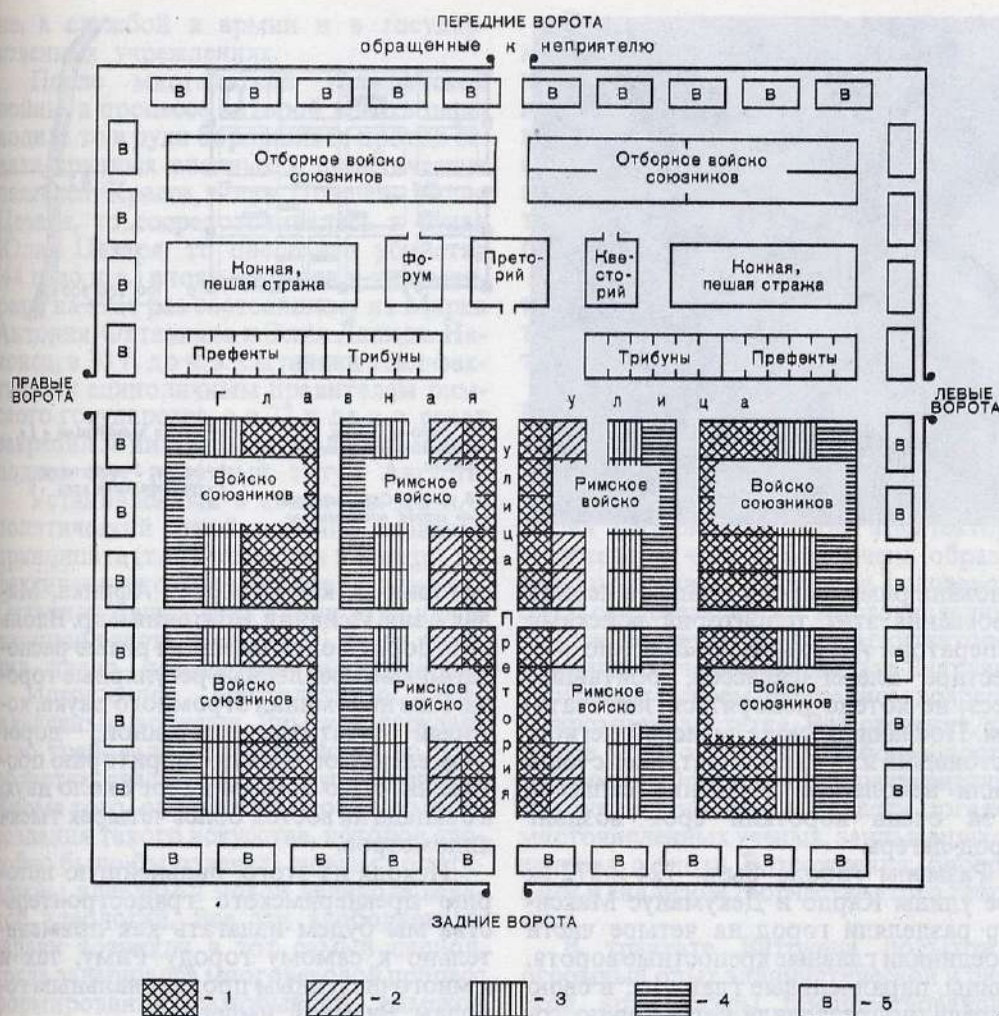 ПЕРЕДНИЕ ВОРОТА
обращенные к неприятелю
В В В В В В В В В В
В
Отборное войско
союзников
Отборное войско
союзников
В
В
Конная,
пешая стража
фо-
рум
Прето-
рий
Кве-
сто-
рий
Конная,
пешая стража
В
Префекты Трибуны
Трибуны Префекты
ПРАВЫЕ
ВОРОТА
г а в н а я у л и ц а
ЛЕВЫЕ
ВОРОТА
В В
В В
Войско
союзников
Римское
войско
улица Претория
Римское
войско
Войско
союзников
В В
В В
Войско
союзников
Римское
войско
Римское
войско
Войско
союзников
В В
В В В В В В В В В В
ЗАДНИЕ ВОРОТА
- 1 - 2 - 3 - 4 В - 5